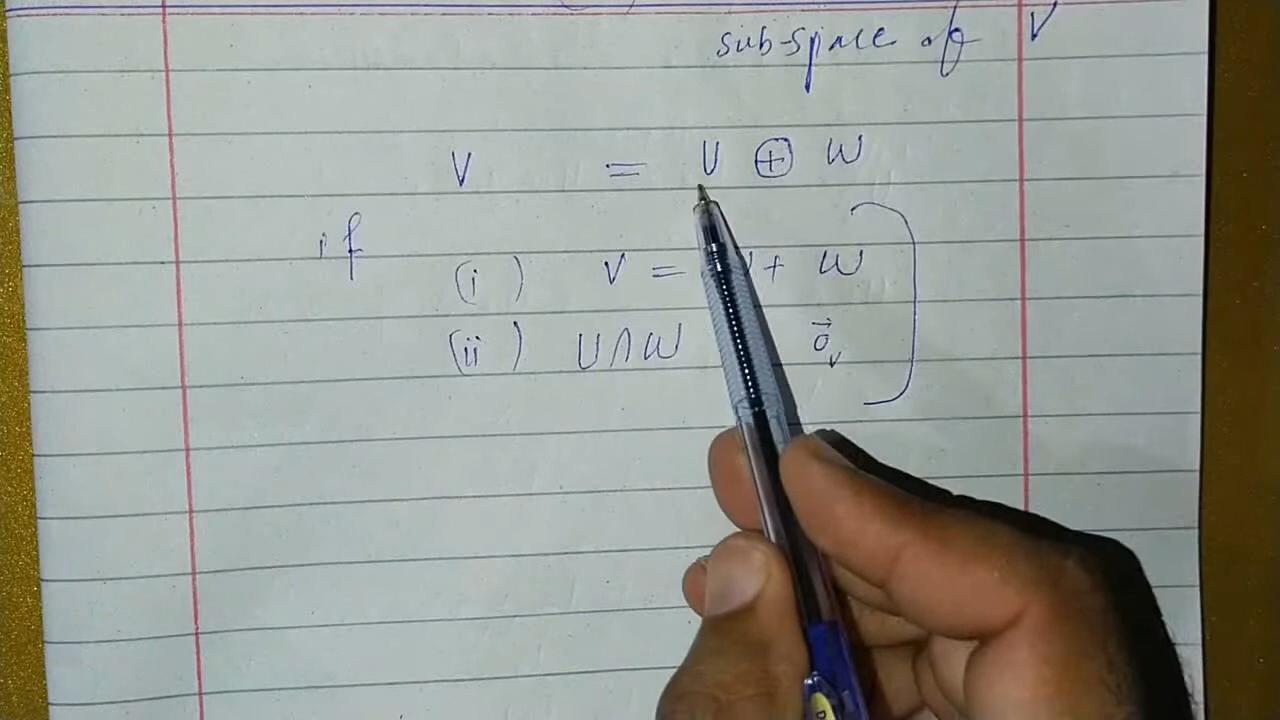 sub-space of V
V = U ⊕ W
if
(i) V = + W
(ii) U ∩ W 0⃗ᵥ